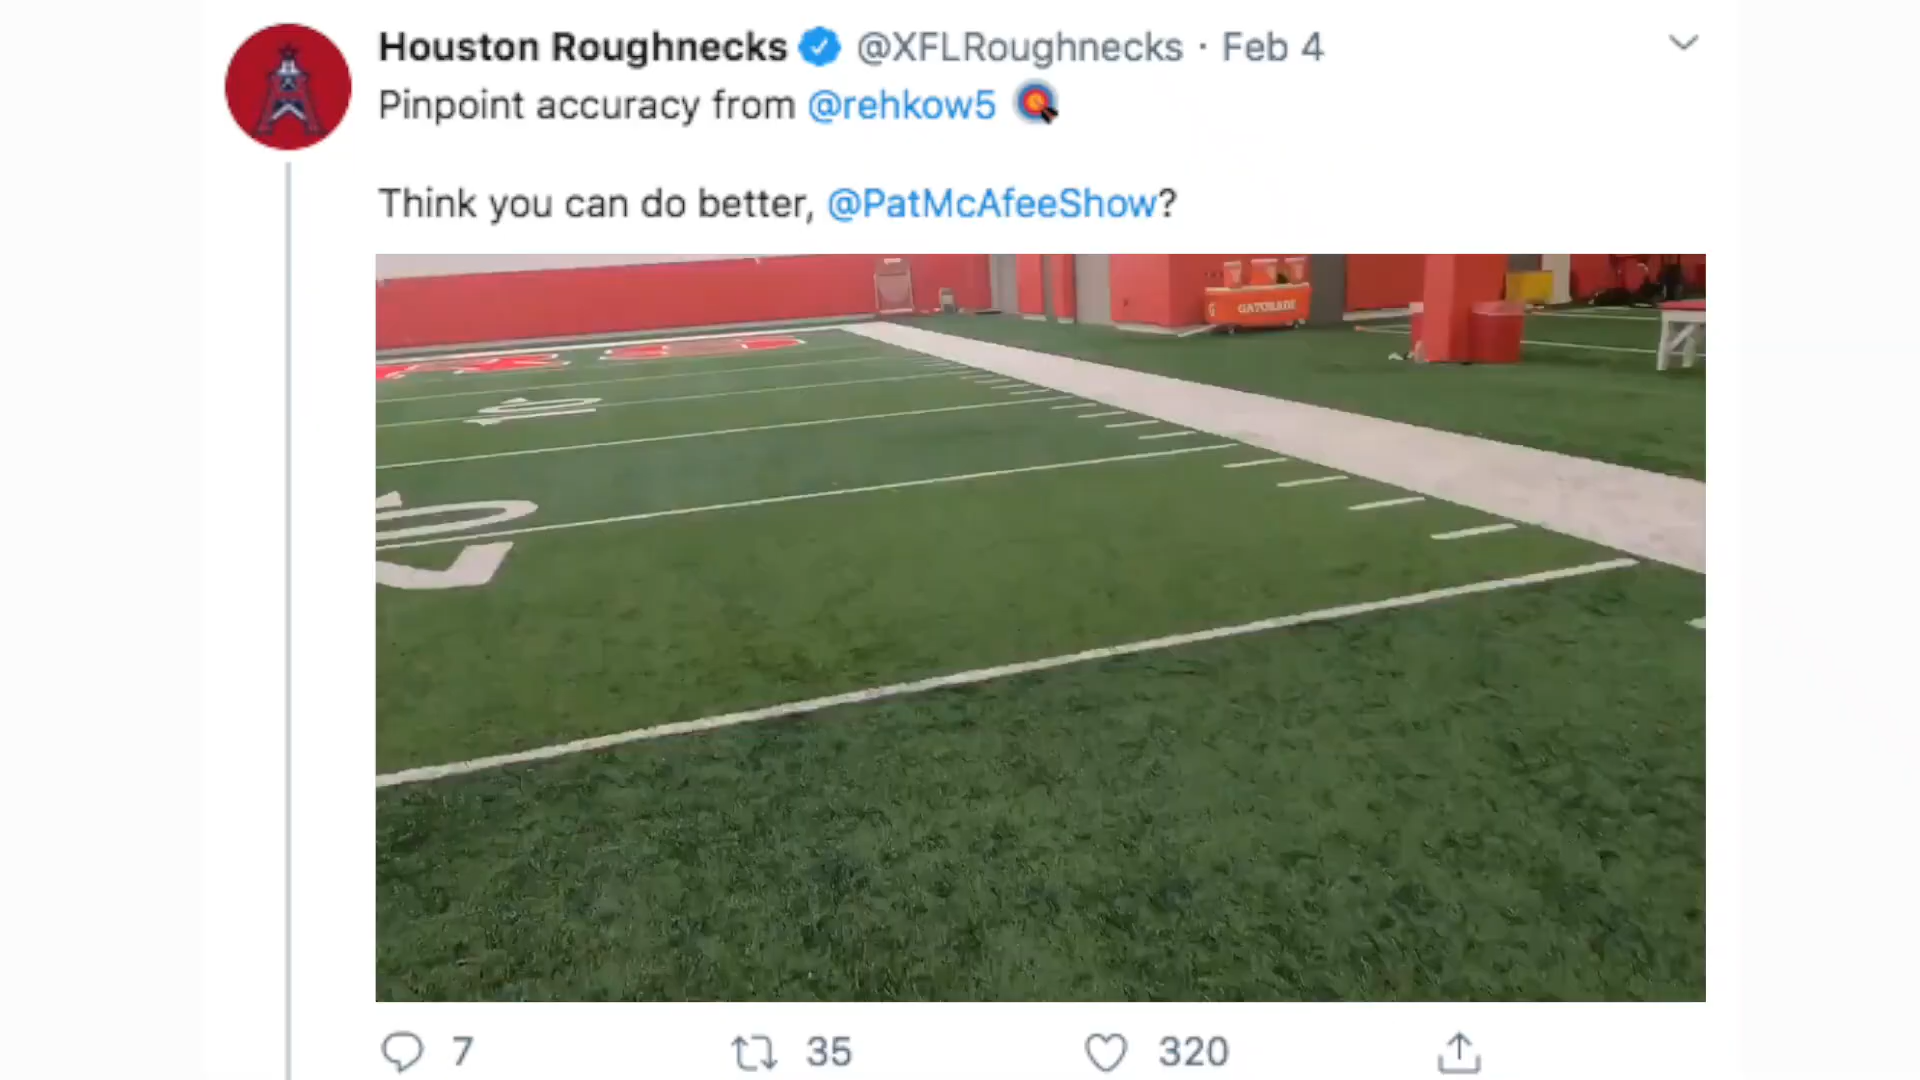 Houston Roughnecks @XFLRoughnecks · Feb 4
Pinpoint accuracy from @rehkow5
Think you can do better, @PatMcAfeeShow?
GATORADE
7 35 320